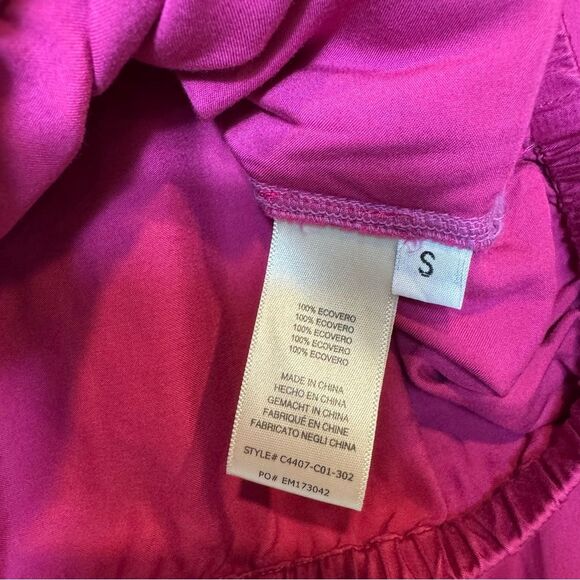 S
100% ECOVERO
100% ECOVERO
100% ECOVERO
100% ECOVERO
100% ECOVERO
MADE IN CHINA
HECHO EN CHINA
GEMACHT IN CHINA
FABRIQUÉ EN CHINE
FABRICATO NEGLI CHINA
STYLE# C4407-C01-302
PO# EM173042